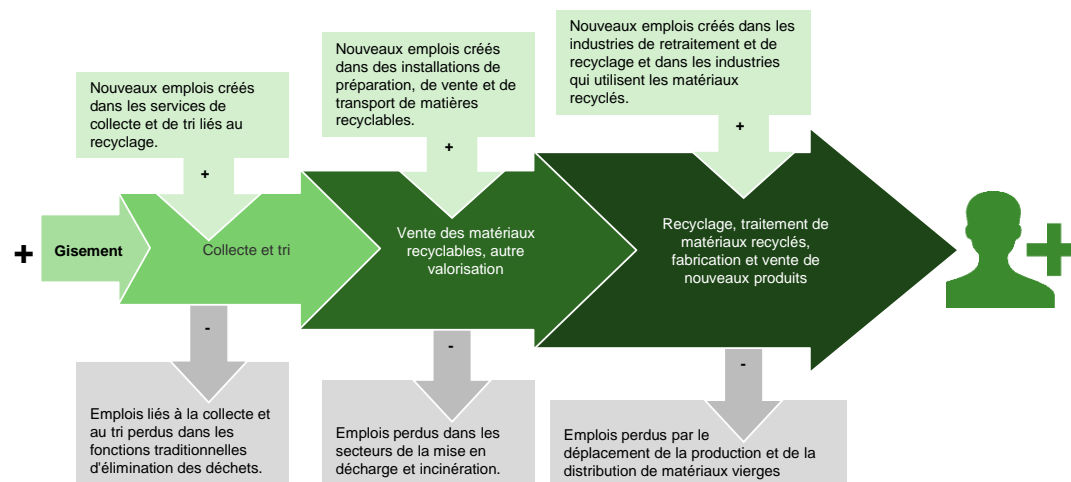 Nouveaux emplois créés
dans les services de
collecte et de tri liés au
recyclage.
+
Nouveaux emplois créés
dans des installations de
préparation, de vente et de
transport de matières
recyclables.
+
Nouveaux emplois créés dans les
industries de retraitement et de
recyclage et dans les industries
qui utilisent les matériaux
recyclés.
+
+
Gisement
Collecte et tri
Vente des matériaux
recyclables, autre
valorisation
Recyclage, traitement de
matériaux recyclés,
fabrication et vente de
nouveaux produits
-
Emplois liés à la collecte et
au tri perdus dans les
fonctions traditionnelles
d'élimination des déchets.
-
Emplois perdus dans les
secteurs de la mise en
décharge et incinération.
-
Emplois perdus par le
déplacement de la production et de la
distribution de matériaux vierges